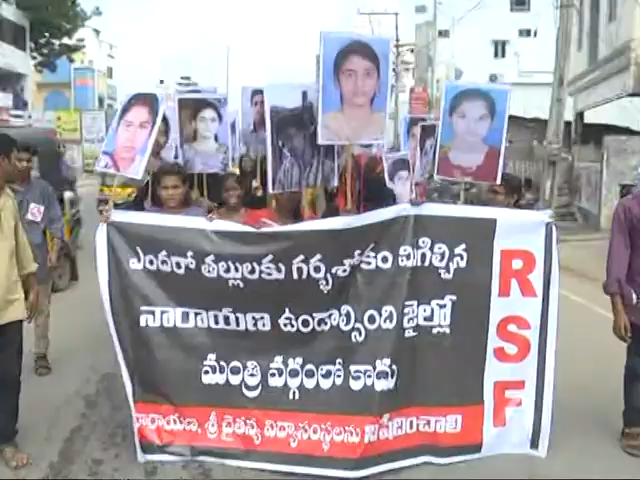 ఎందరో తల్లులకు గర్భశోకం మిగిల్చిన
నారాయణ ఉండాల్సింది జైల్లో
మంత్రి వర్గంలో కాదు
నారాయణ, శ్రీ చైతన్య విద్యాసంస్థలను నిషేదించాలి
RSF